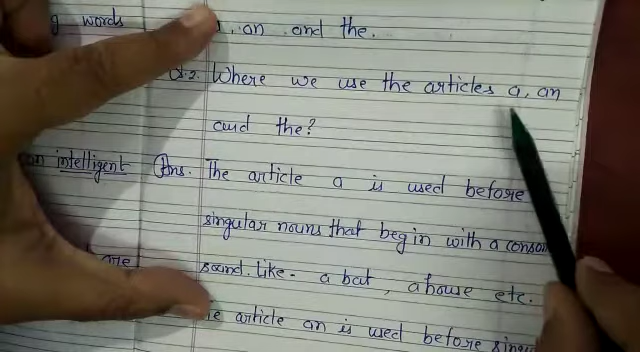 words
an and the.
Q.2. Where we use the articles a, an
and the?
an intelligent Ans. The article a is used before
singular nouns that begin with a
sound. Like - a bat, a house etc.
article an is used before